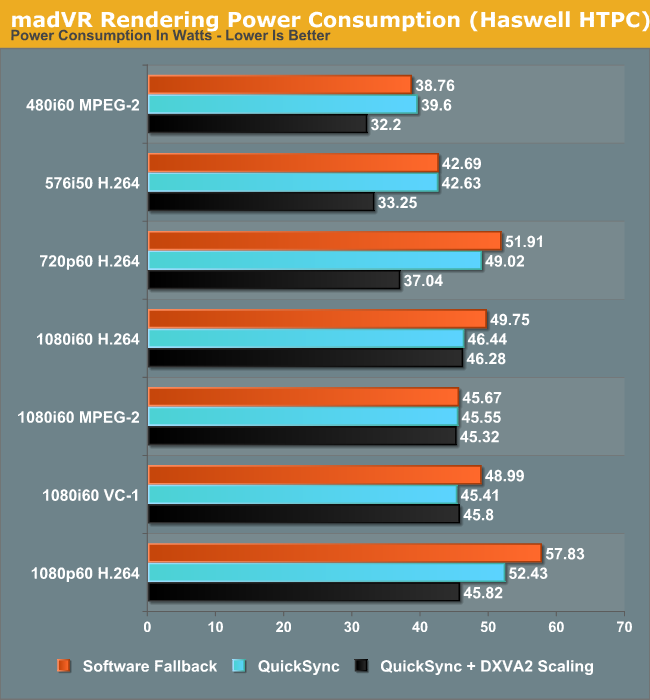 madVR Rendering Power Consumption (Haswell HTPC)
Power Consumption In Watts - Lower Is Better
480i60 MPEG-2
38.76
39.6
32.2
576i50 H.264
42.69
42.63
33.25
720p60 H.264
51.91
49.02
37.04
1080i60 H.264
49.75
46.44
46.28
1080i60 MPEG-2
45.67
45.55
45.32
1080i60 VC-1
48.99
45.41
45.8
1080p60 H.264
57.83
52.43
45.82
0 10 20 30 40 50 60 70
Software Fallback QuickSync QuickSync + DXVA2 Scaling